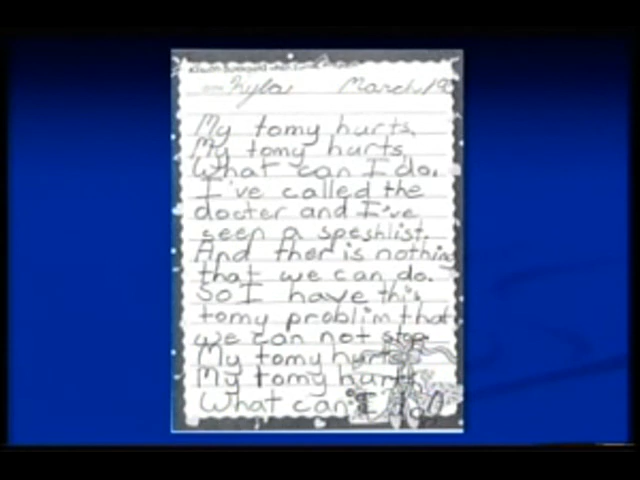 Kyla March, 19
My tomy hurts.
My tomy hurts
What can I do.
I've called the
docter and I've
seen a speshlist.
And ther is nothing
that we can do.
So I have this
tomy problim that
we can not stop
My tomy hurts
My tomy hurts
What can I do